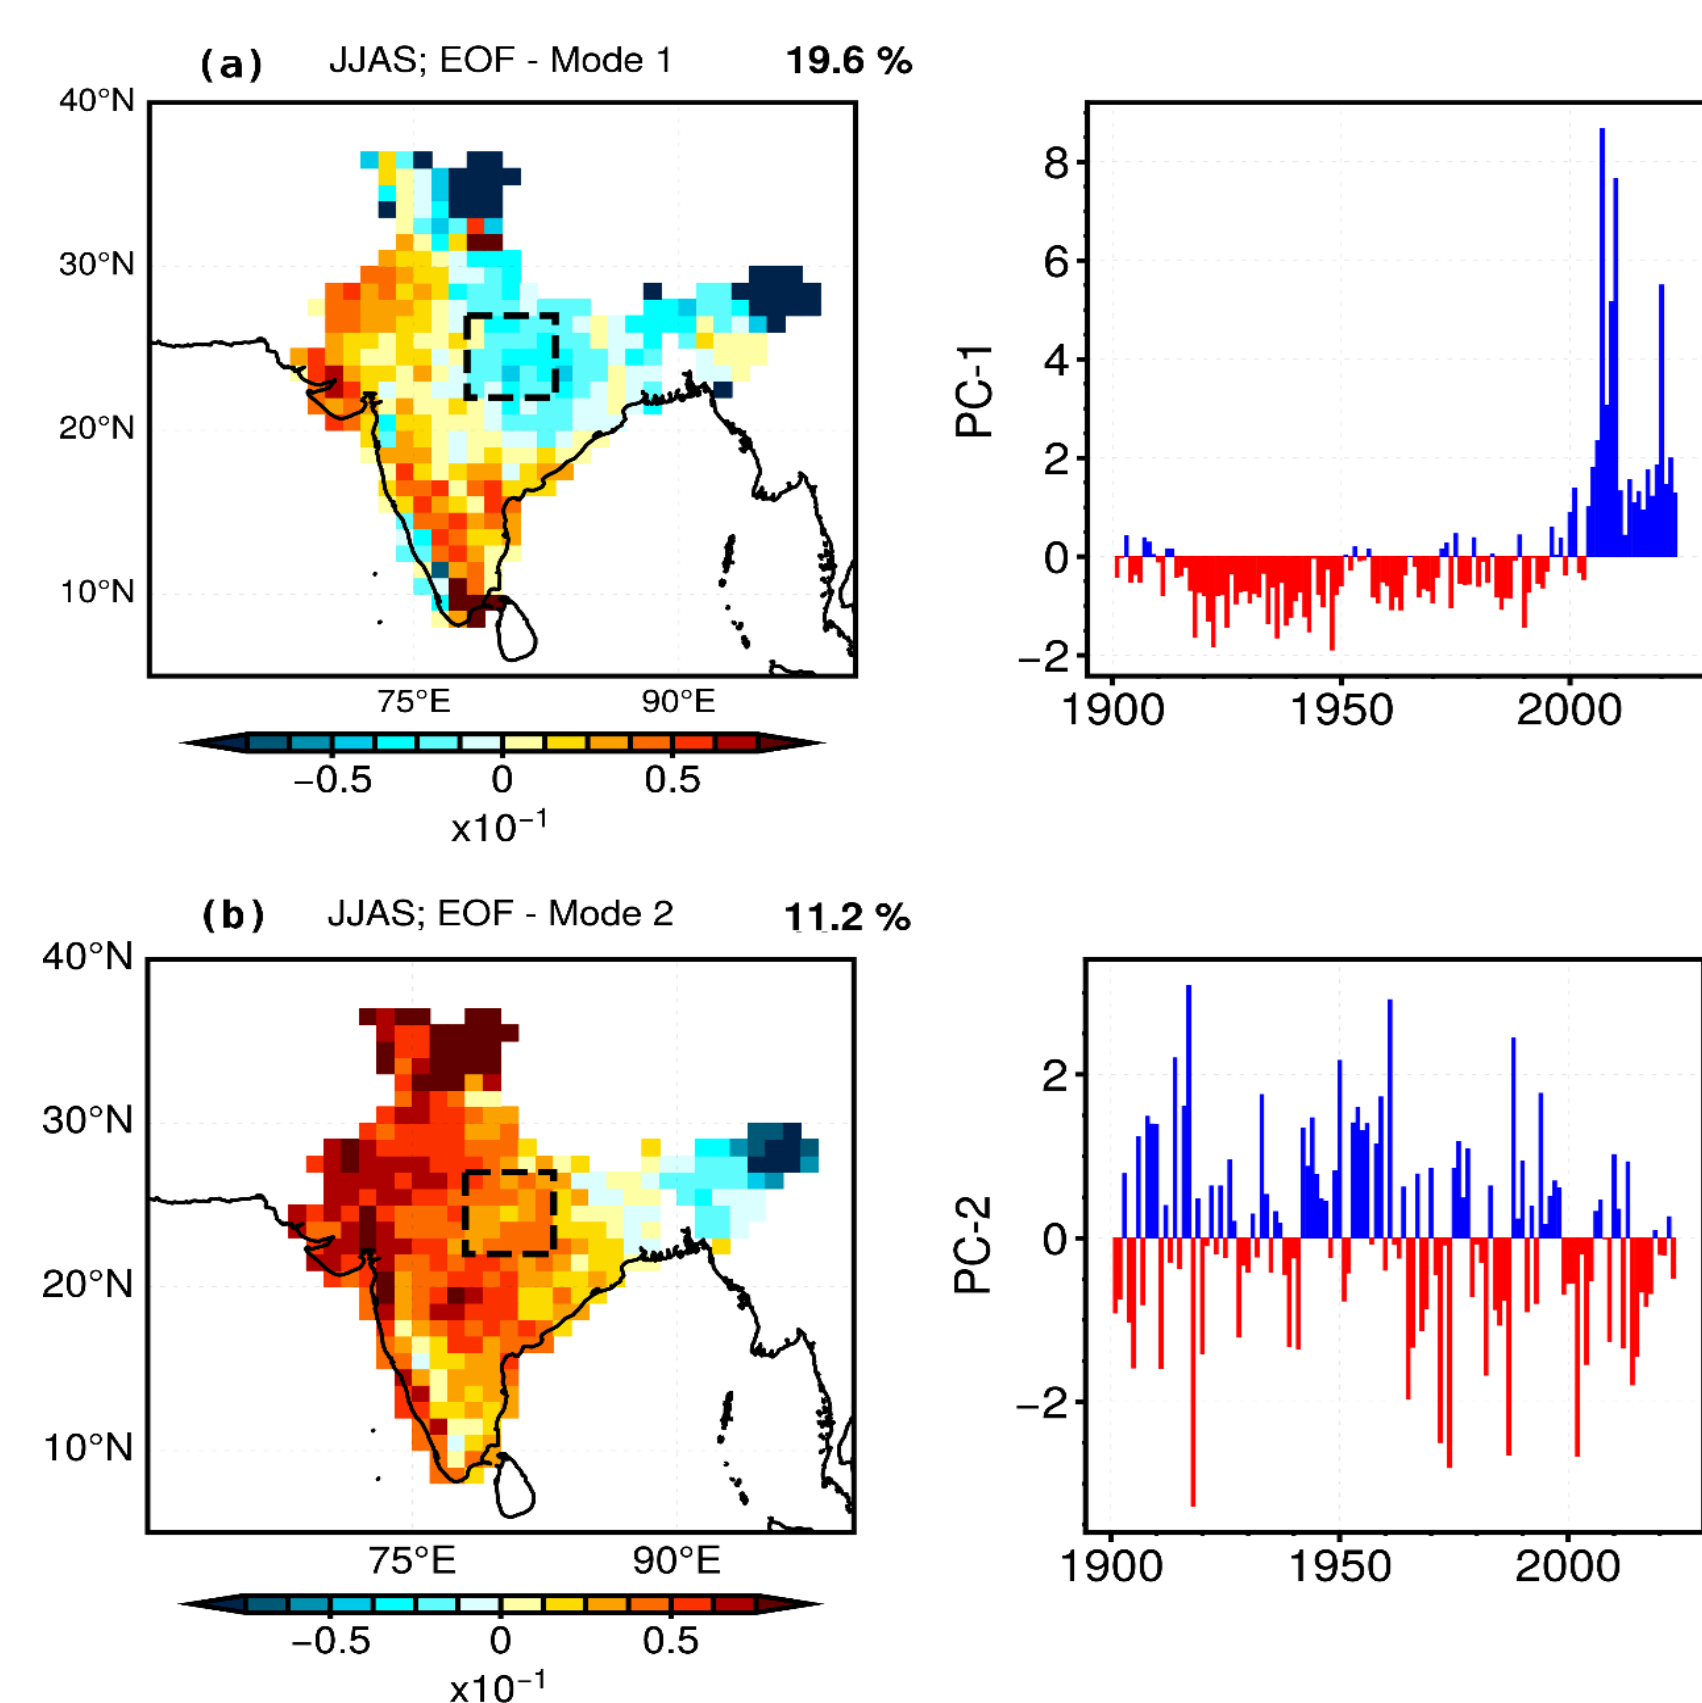 (a) JJAS; EOF - Mode 1 19.6 %
40°N
30°N
20°N
10°N
75°E 90°E
−0.5 0 0.5
x10⁻¹
PC-1
8
6
4
2
0
−2
1900 1950 2000
(b) JJAS; EOF - Mode 2 11.2 %
40°N
30°N
20°N
10°N
75°E 90°E
−0.5 0 0.5
x10⁻¹
PC-2
2
0
−2
1900 1950 2000